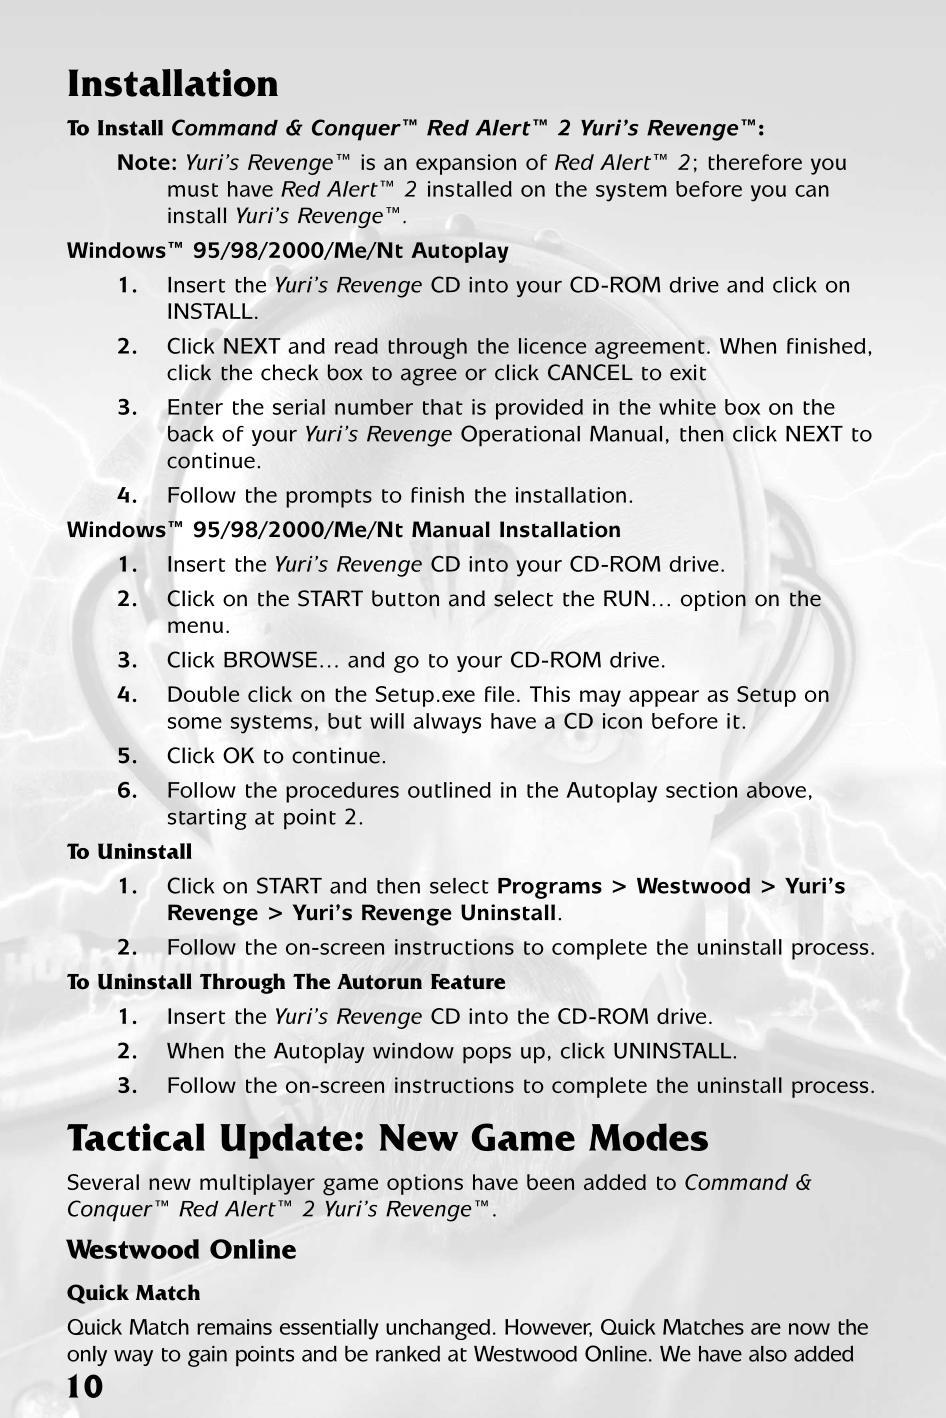 Installation
To Install Command & Conquer™ Red Alert™ 2 Yuri's Revenge™:
Note: Yuri's Revenge™ is an expansion of Red Alert™ 2; therefore you
must have Red Alert™ 2 installed on the system before you can
install Yuri's Revenge™.
Windows™ 95/98/2000/Me/Nt Autoplay
1. Insert the Yuri's Revenge CD into your CD-ROM drive and click on
INSTALL.
2. Click NEXT and read through the licence agreement. When finished,
click the check box to agree or click CANCEL to exit
3. Enter the serial number that is provided in the white box on the
back of your Yuri's Revenge Operational Manual, then click NEXT to
continue.
4. Follow the prompts to finish the installation.
Windows™ 95/98/2000/Me/Nt Manual Installation
1. Insert the Yuri's Revenge CD into your CD-ROM drive.
2. Click on the START button and select the RUN... option on the
menu.
3. Click BROWSE... and go to your CD-ROM drive.
4. Double click on the Setup.exe file. This may appear as Setup on
some systems, but will always have a CD icon before it.
5. Click OK to continue.
6. Follow the procedures outlined in the Autoplay section above,
starting at point 2.
To Uninstall
1. Click on START and then select Programs > Westwood > Yuri's
Revenge > Yuri's Revenge Uninstall.
2. Follow the on-screen instructions to complete the uninstall process.
HOLLYWOOD
To Uninstall Through The Autorun Feature
1. Insert the Yuri's Revenge CD into the CD-ROM drive.
2. When the Autoplay window pops up, click UNINSTALL.
3. Follow the on-screen instructions to complete the uninstall process.
Tactical Update: New Game Modes
Several new multiplayer game options have been added to Command &
Conquer™ Red Alert™ 2 Yuri's Revenge™.
Westwood Online
Quick Match
Quick Match remains essentially unchanged. However, Quick Matches are now the
only way to gain points and be ranked at Westwood Online. We have also added
10